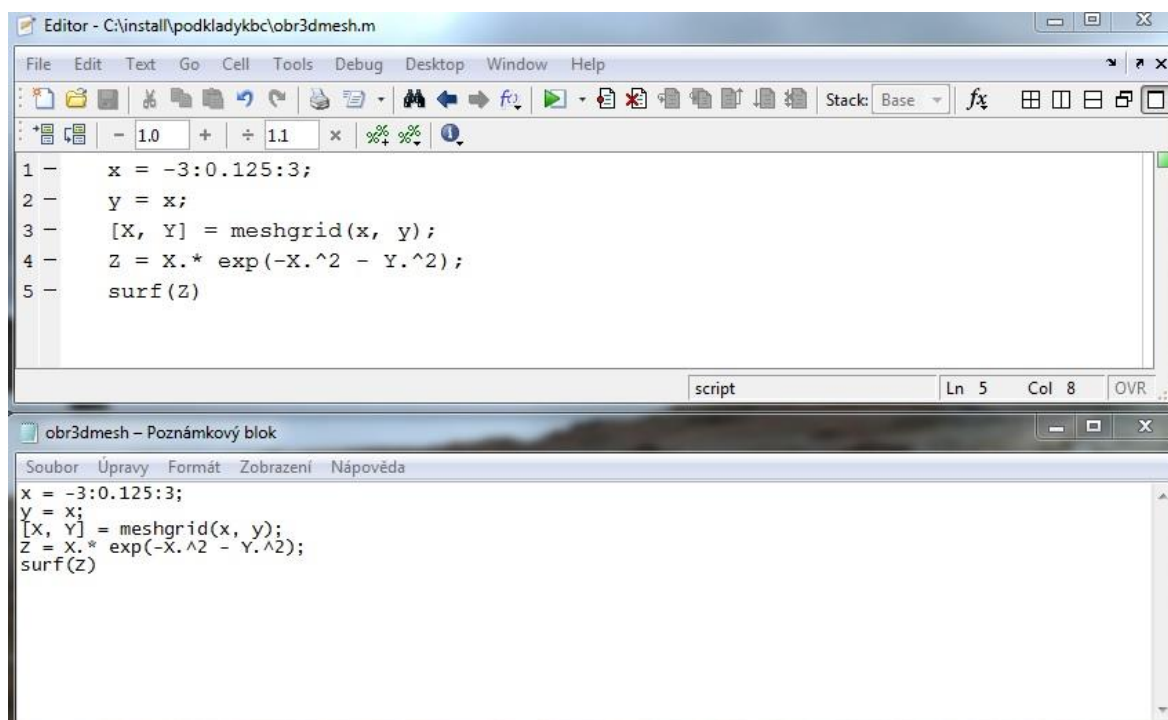 Editor - C:\install\podkladykbc\obr3dmesh.m
File Edit Text Go Cell Tools Debug Desktop Window Help
Stack: Base fx
- 1.0 + ÷ 1.1 ×
1 - x = -3:0.125:3;
2 - y = x;
3 - [X, Y] = meshgrid(x, y);
4 - Z = X.* exp(-X.^2 - Y.^2);
5 - surf(Z)
script Ln 5 Col 8 OVR
obr3dmesh – Poznámkový blok
Soubor Úpravy Formát Zobrazení Nápověda
x = -3:0.125:3;
y = x;
[X, Y] = meshgrid(x, y);
Z = X.* exp(-X.^2 - Y.^2);
surf(Z)